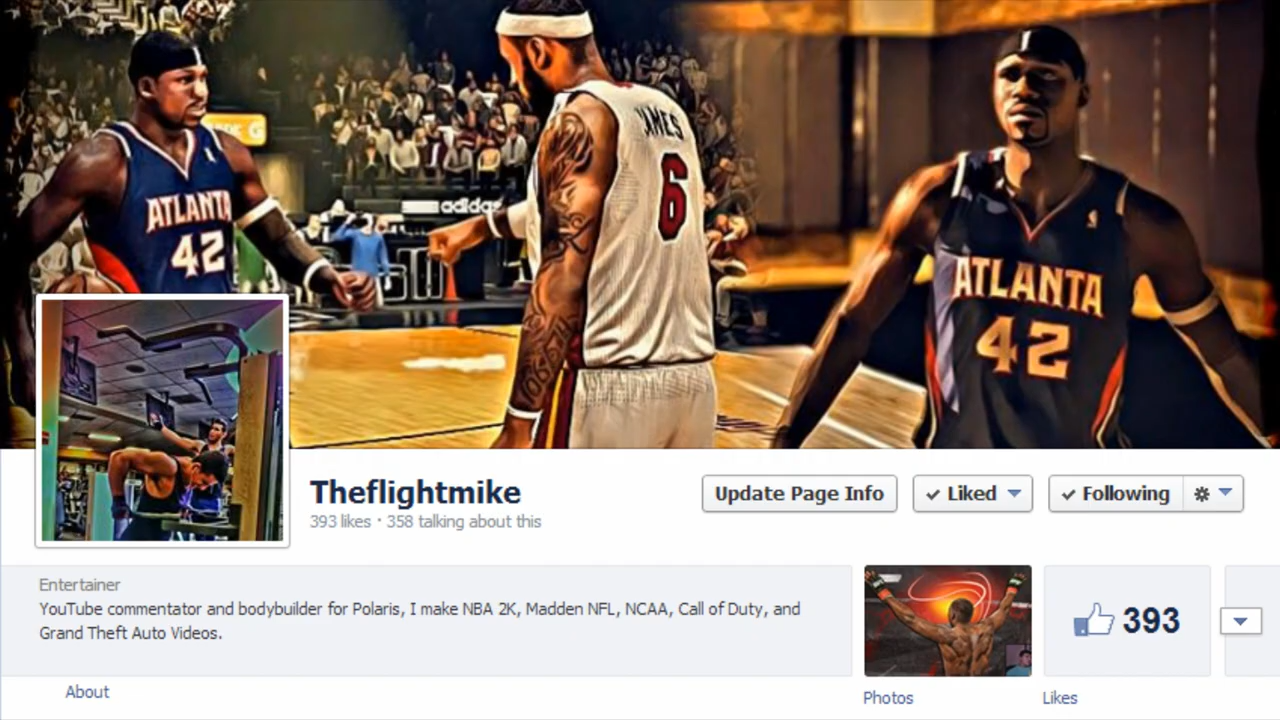 ATLANTA
42
adidas
JAMES
6
ATLANTA
42
Theflightmike
393 likes · 358 talking about this
Update Page Info
Liked
Following
Entertainer
YouTube commentator and bodybuilder for Polaris, I make NBA 2K, Madden NFL, NCAA, Call of Duty, and
Grand Theft Auto Videos.
393
About
Photos
Likes